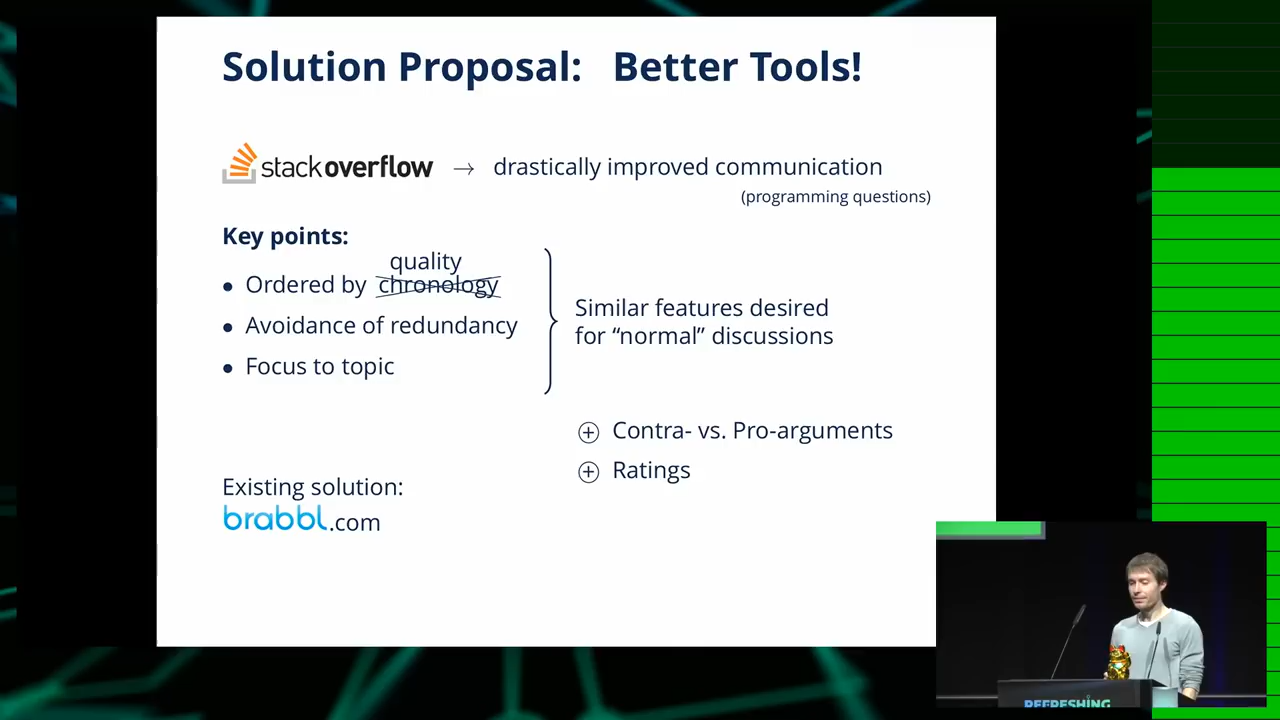 Solution Proposal: Better Tools!
stackoverflow → drastically improved communication
(programming questions)
Key points:
quality
• Ordered by chronology
• Avoidance of redundancy
• Focus to topic
Similar features desired
for “normal” discussions
⊕ Contra- vs. Pro-arguments
⊕ Ratings
Existing solution:
brabbl.com
REFRESHING